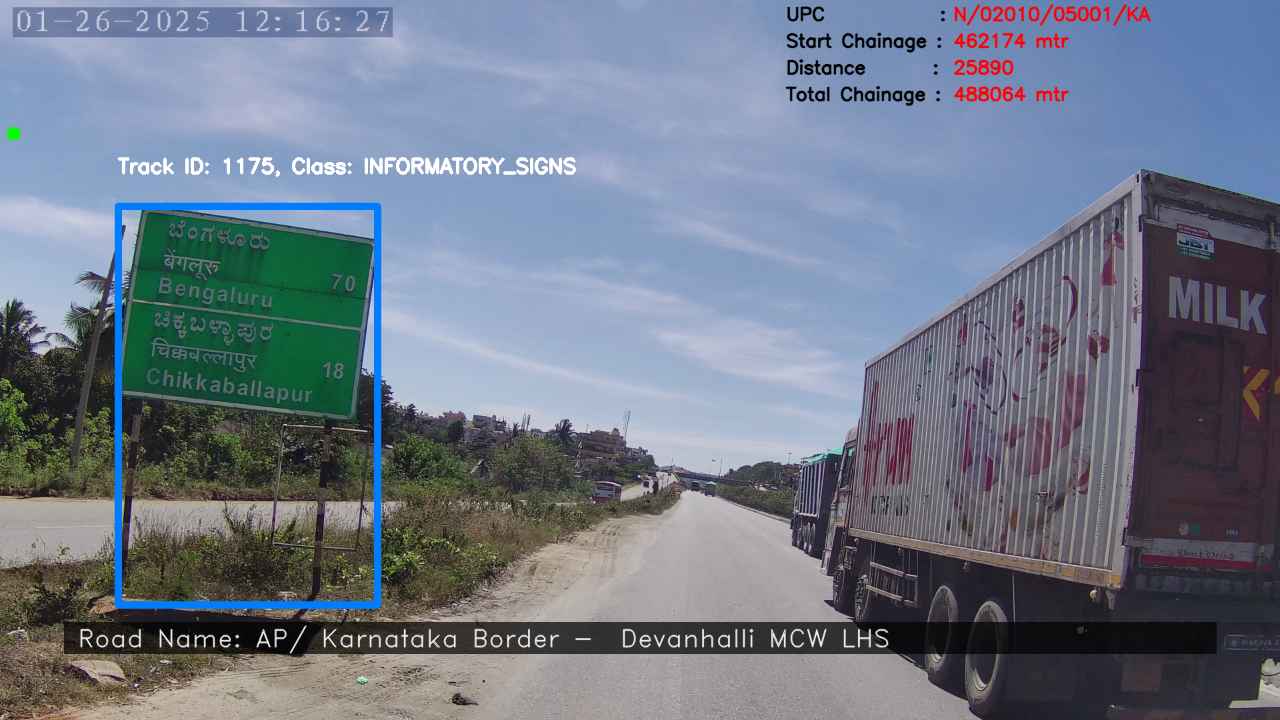 01-26-2025 12:16:27
UPC : N/02010/05001/KA
Start Chainage : 462174 mtr
Distance : 25890
Total Chainage : 488064 mtr
Track ID: 1175, Class: INFORMATORY_SIGNS
ಬೆಂಗಳೂರು
बेंगलूरु
Bengaluru 70
ಚಿಕ್ಕಬಳ್ಳಾಪುರ
चिक्कबल्लापुर
Chikkaballapur 18
MILK
Road Name: AP/ Karnataka Border - Devanhalli MCW LHS